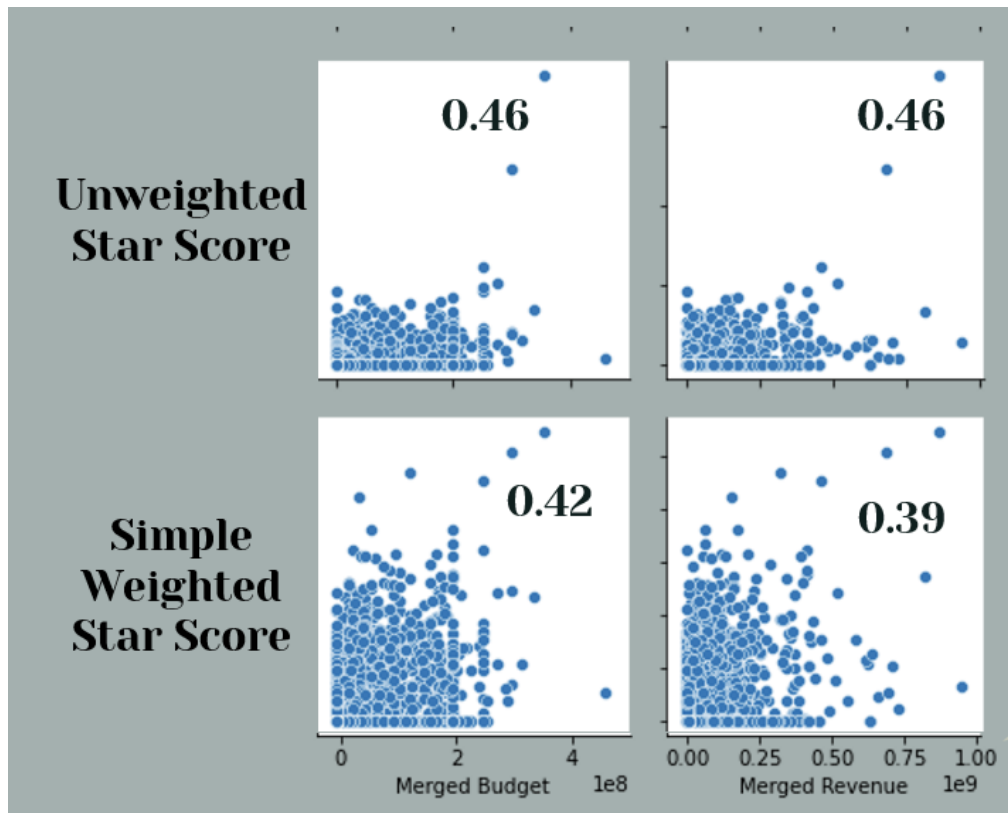 0.46
0.46
Unweighted
Star Score
0.42
0.39
Simple
Weighted
Star Score
0 2 4
0.00 0.25 0.50 0.75 1.00
Merged Budget 1e8
Merged Revenue 1e9